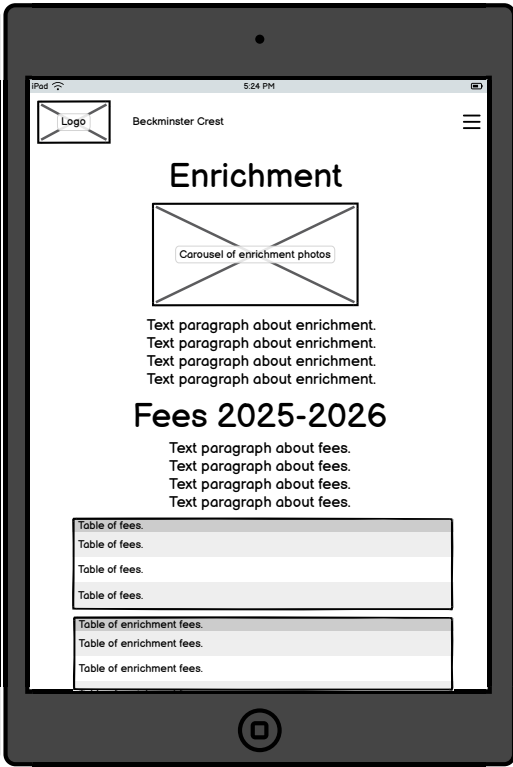 iPad
5:24 PM
Logo
Beckminster Crest
Enrichment
Carousel of enrichment photos
Text paragraph about enrichment.
Text paragraph about enrichment.
Text paragraph about enrichment.
Text paragraph about enrichment.
Fees 2025-2026
Text paragraph about fees.
Text paragraph about fees.
Text paragraph about fees.
Text paragraph about fees.
Table of fees.
Table of fees.
Table of fees.
Table of fees.
Table of enrichment fees.
Table of enrichment fees.
Table of enrichment fees.